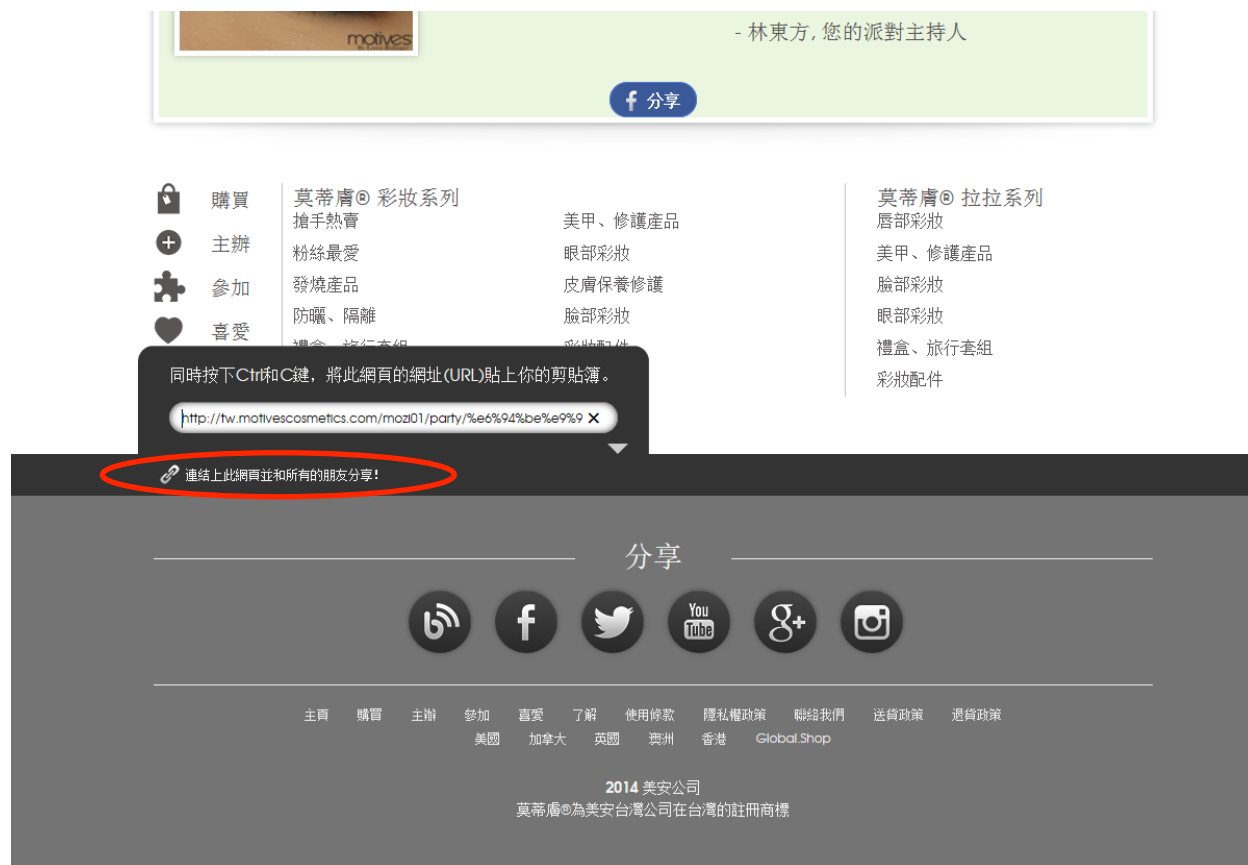 motives
- 林東方, 您的派對主持人
f 分享
購買
主辦
參加
喜愛
莫蒂膚® 彩妝系列
搶手熱賣
粉絲最愛
發燒產品
防曬、隔離
禮盒、旅行套組
美甲、修護產品
眼部彩妝
皮膚保養修護
臉部彩妝
彩妝配件
莫蒂膚® 拉拉系列
唇部彩妝
美甲、修護產品
臉部彩妝
眼部彩妝
禮盒、旅行套組
彩妝配件
同時按下Ctrl和C鍵，將此網頁的網址(URL)貼上你的剪貼簿。
http://tw.motivescosmetics.com/mozi01/party/%e6%94%be%e9%9
連結上此網頁並和所有的朋友分享!
分享
You Tube
g+
主頁 購買 主辦 參加 喜愛 了解 使用條款 隱私權政策 聯絡我們 送貨政策 退貨政策
美國 加拿大 英國 澳洲 香港 Global.Shop
2014 美安公司
莫蒂膚®為美安台灣公司在台灣的註冊商標